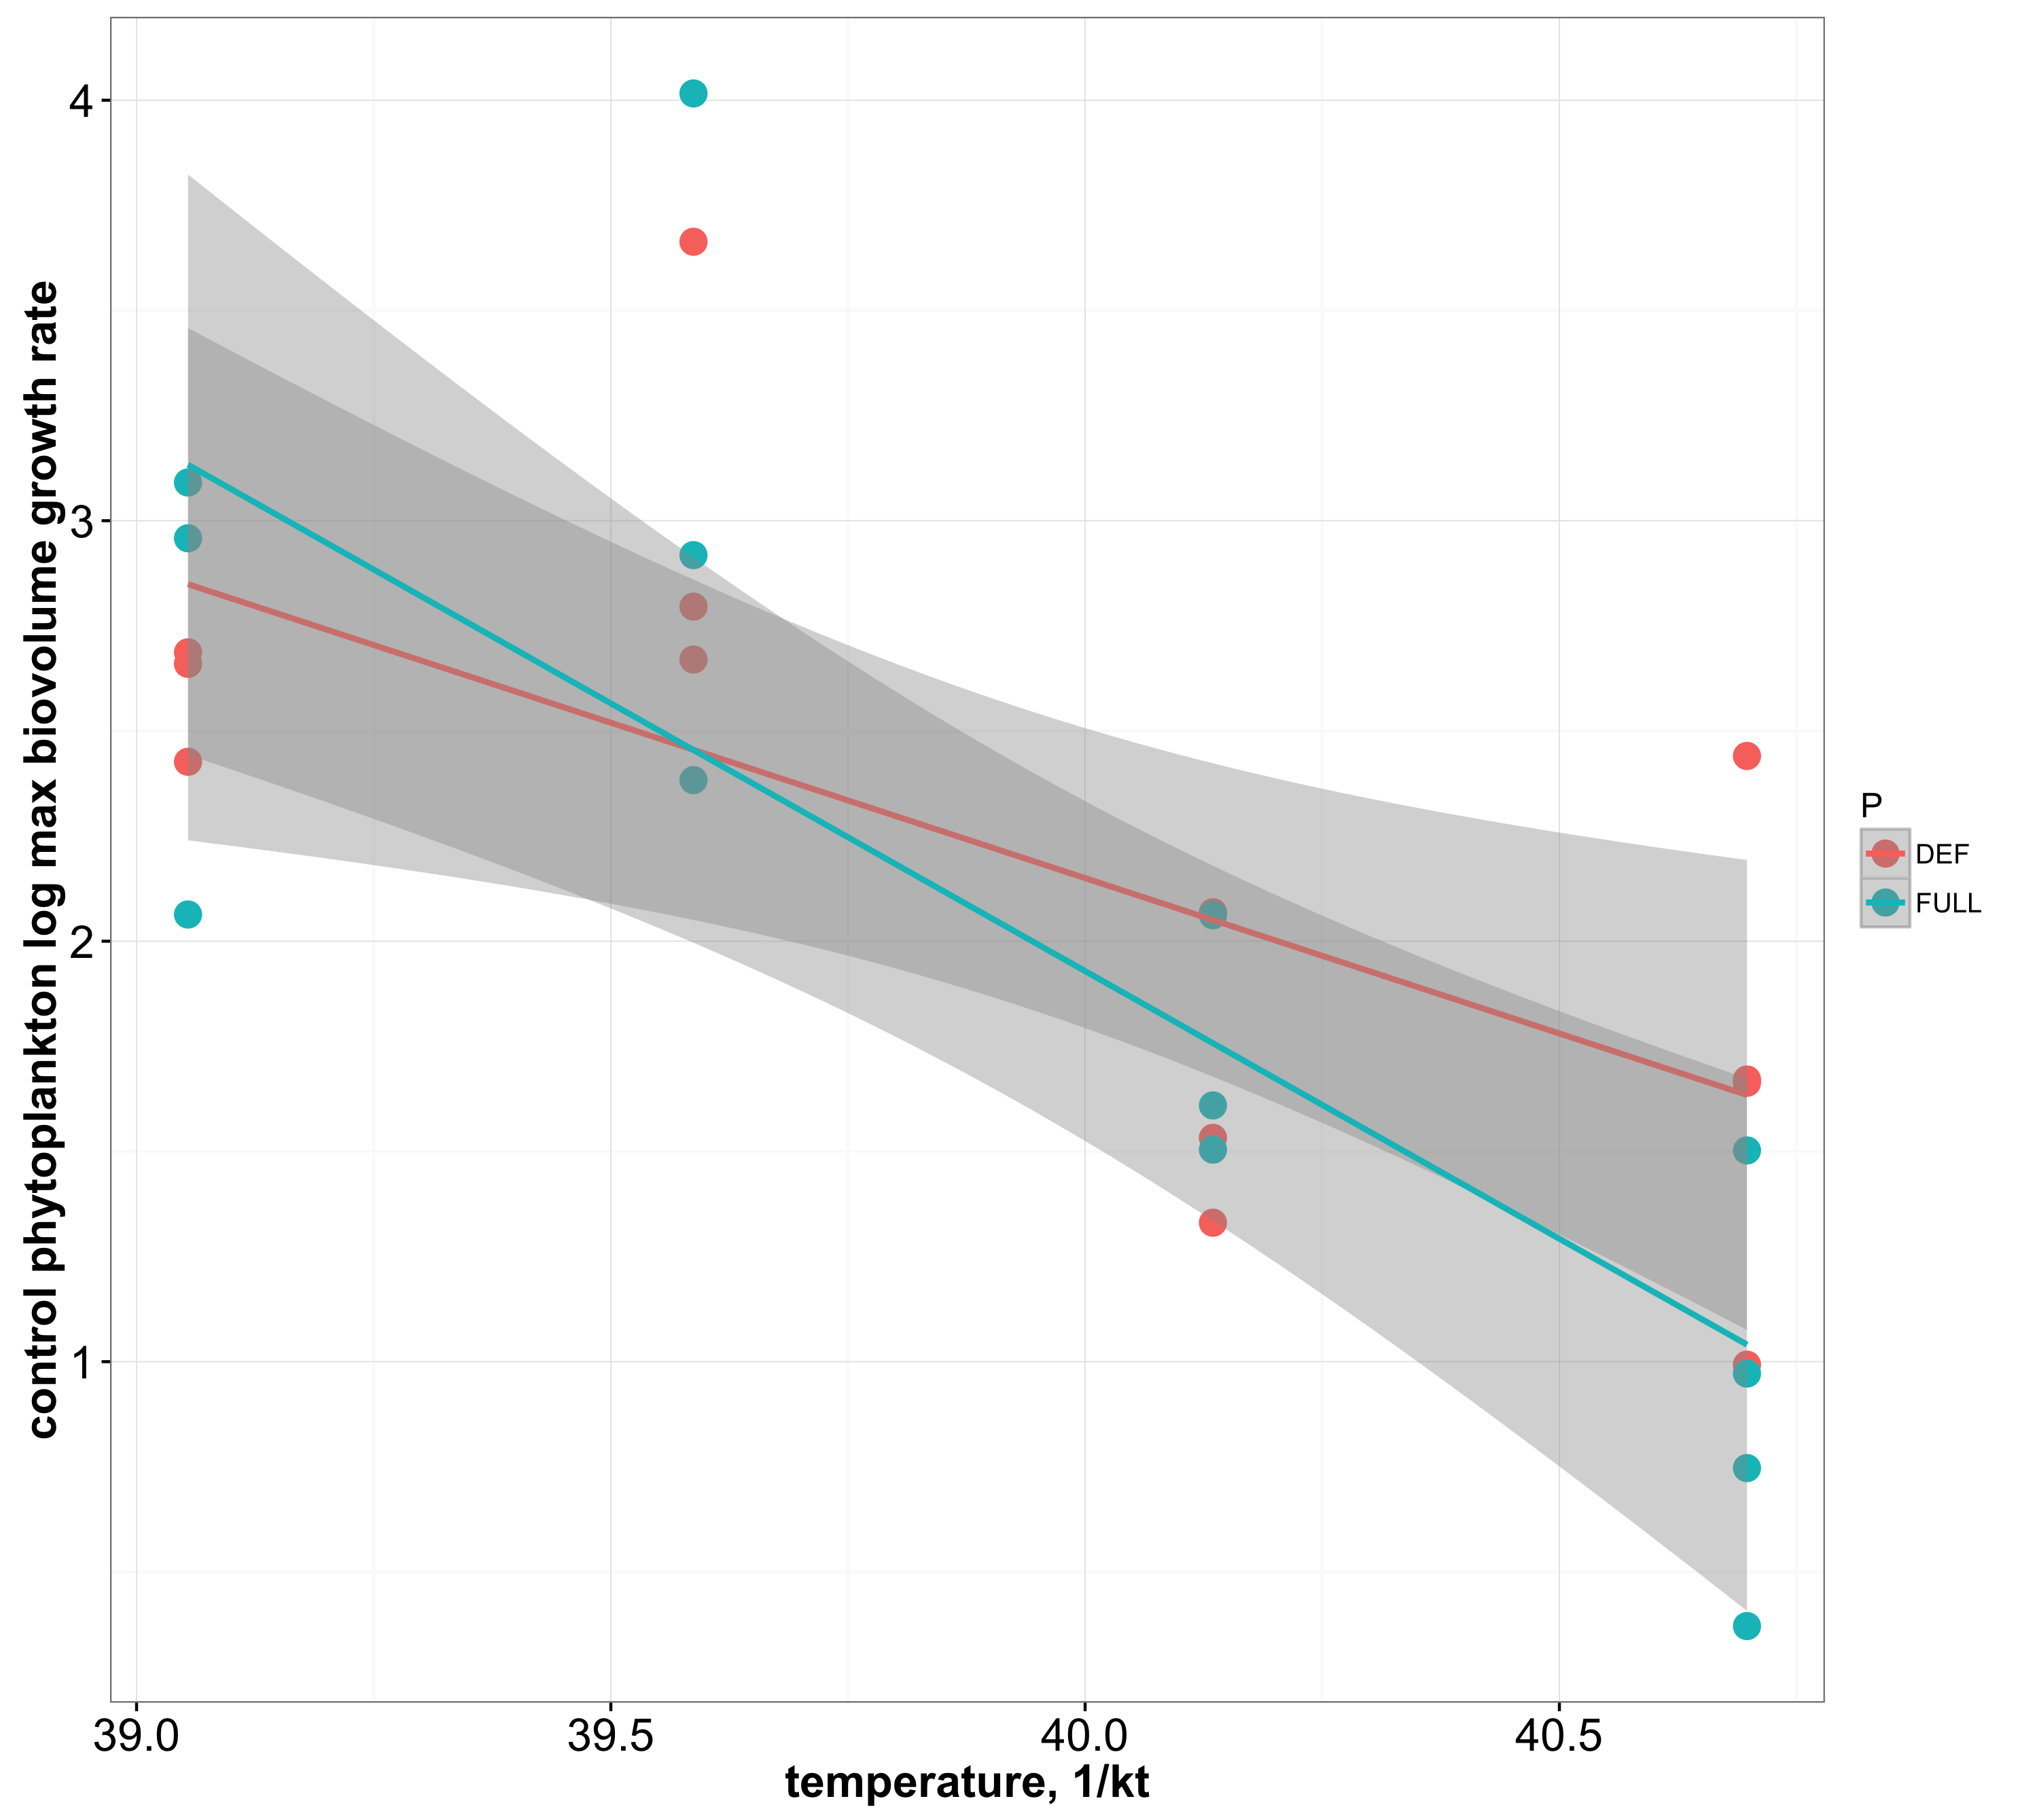 control phytoplankton log max biovolume growth rate
4
3
2
1
39.0
39.5
40.0
40.5
temperature, 1/kt
P
DEF
FULL